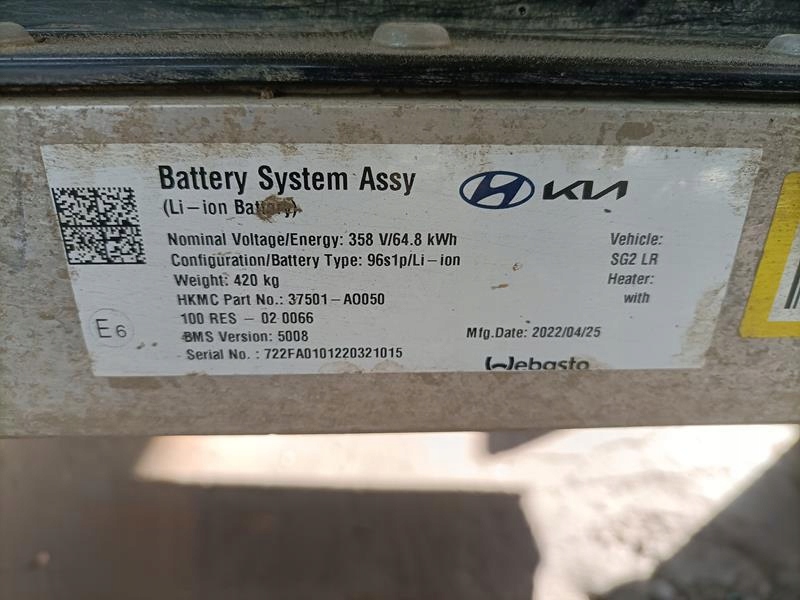 Battery System Assy
(Li-ion Battery)
HYUNDAI KIA
Nominal Voltage/Energy: 358 V/64.8 kWh
Configuration/Battery Type: 96s1p/Li-ion
Weight: 420 kg
HKMC Part No.: 37501-AO050
100 RES - 02 0066
BMS Version: 5008
Serial No. : 722FA0101220321015
E6
Vehicle:
SG2 LR
Heater:
with
Mfg.Date: 2022/04/25
Webasto